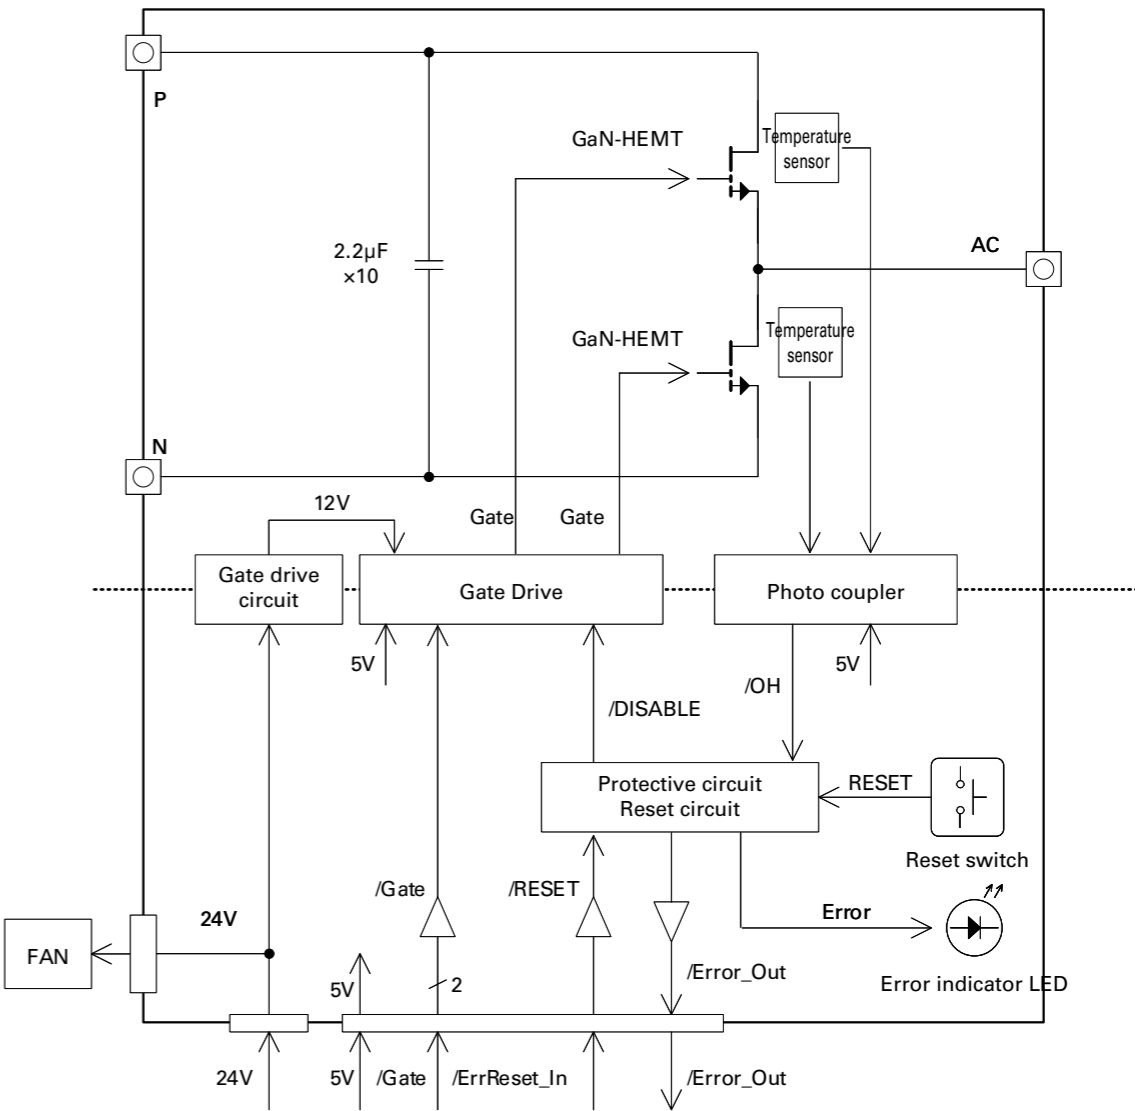 P
GaN-HEMT
Temperature
sensor
AC
2.2µF
×10
GaN-HEMT
Temperature
sensor
N
12V
Gate
Gate
Gate drive
circuit
Gate Drive
Photo coupler
5V
5V
/OH
/DISABLE
Protective circuit
Reset circuit
RESET
Reset switch
/Gate
/RESET
24V
Error
FAN
/Error_Out
5V
2
Error indicator LED
24V
5V
/Gate
/ErrReset_In
/Error_Out